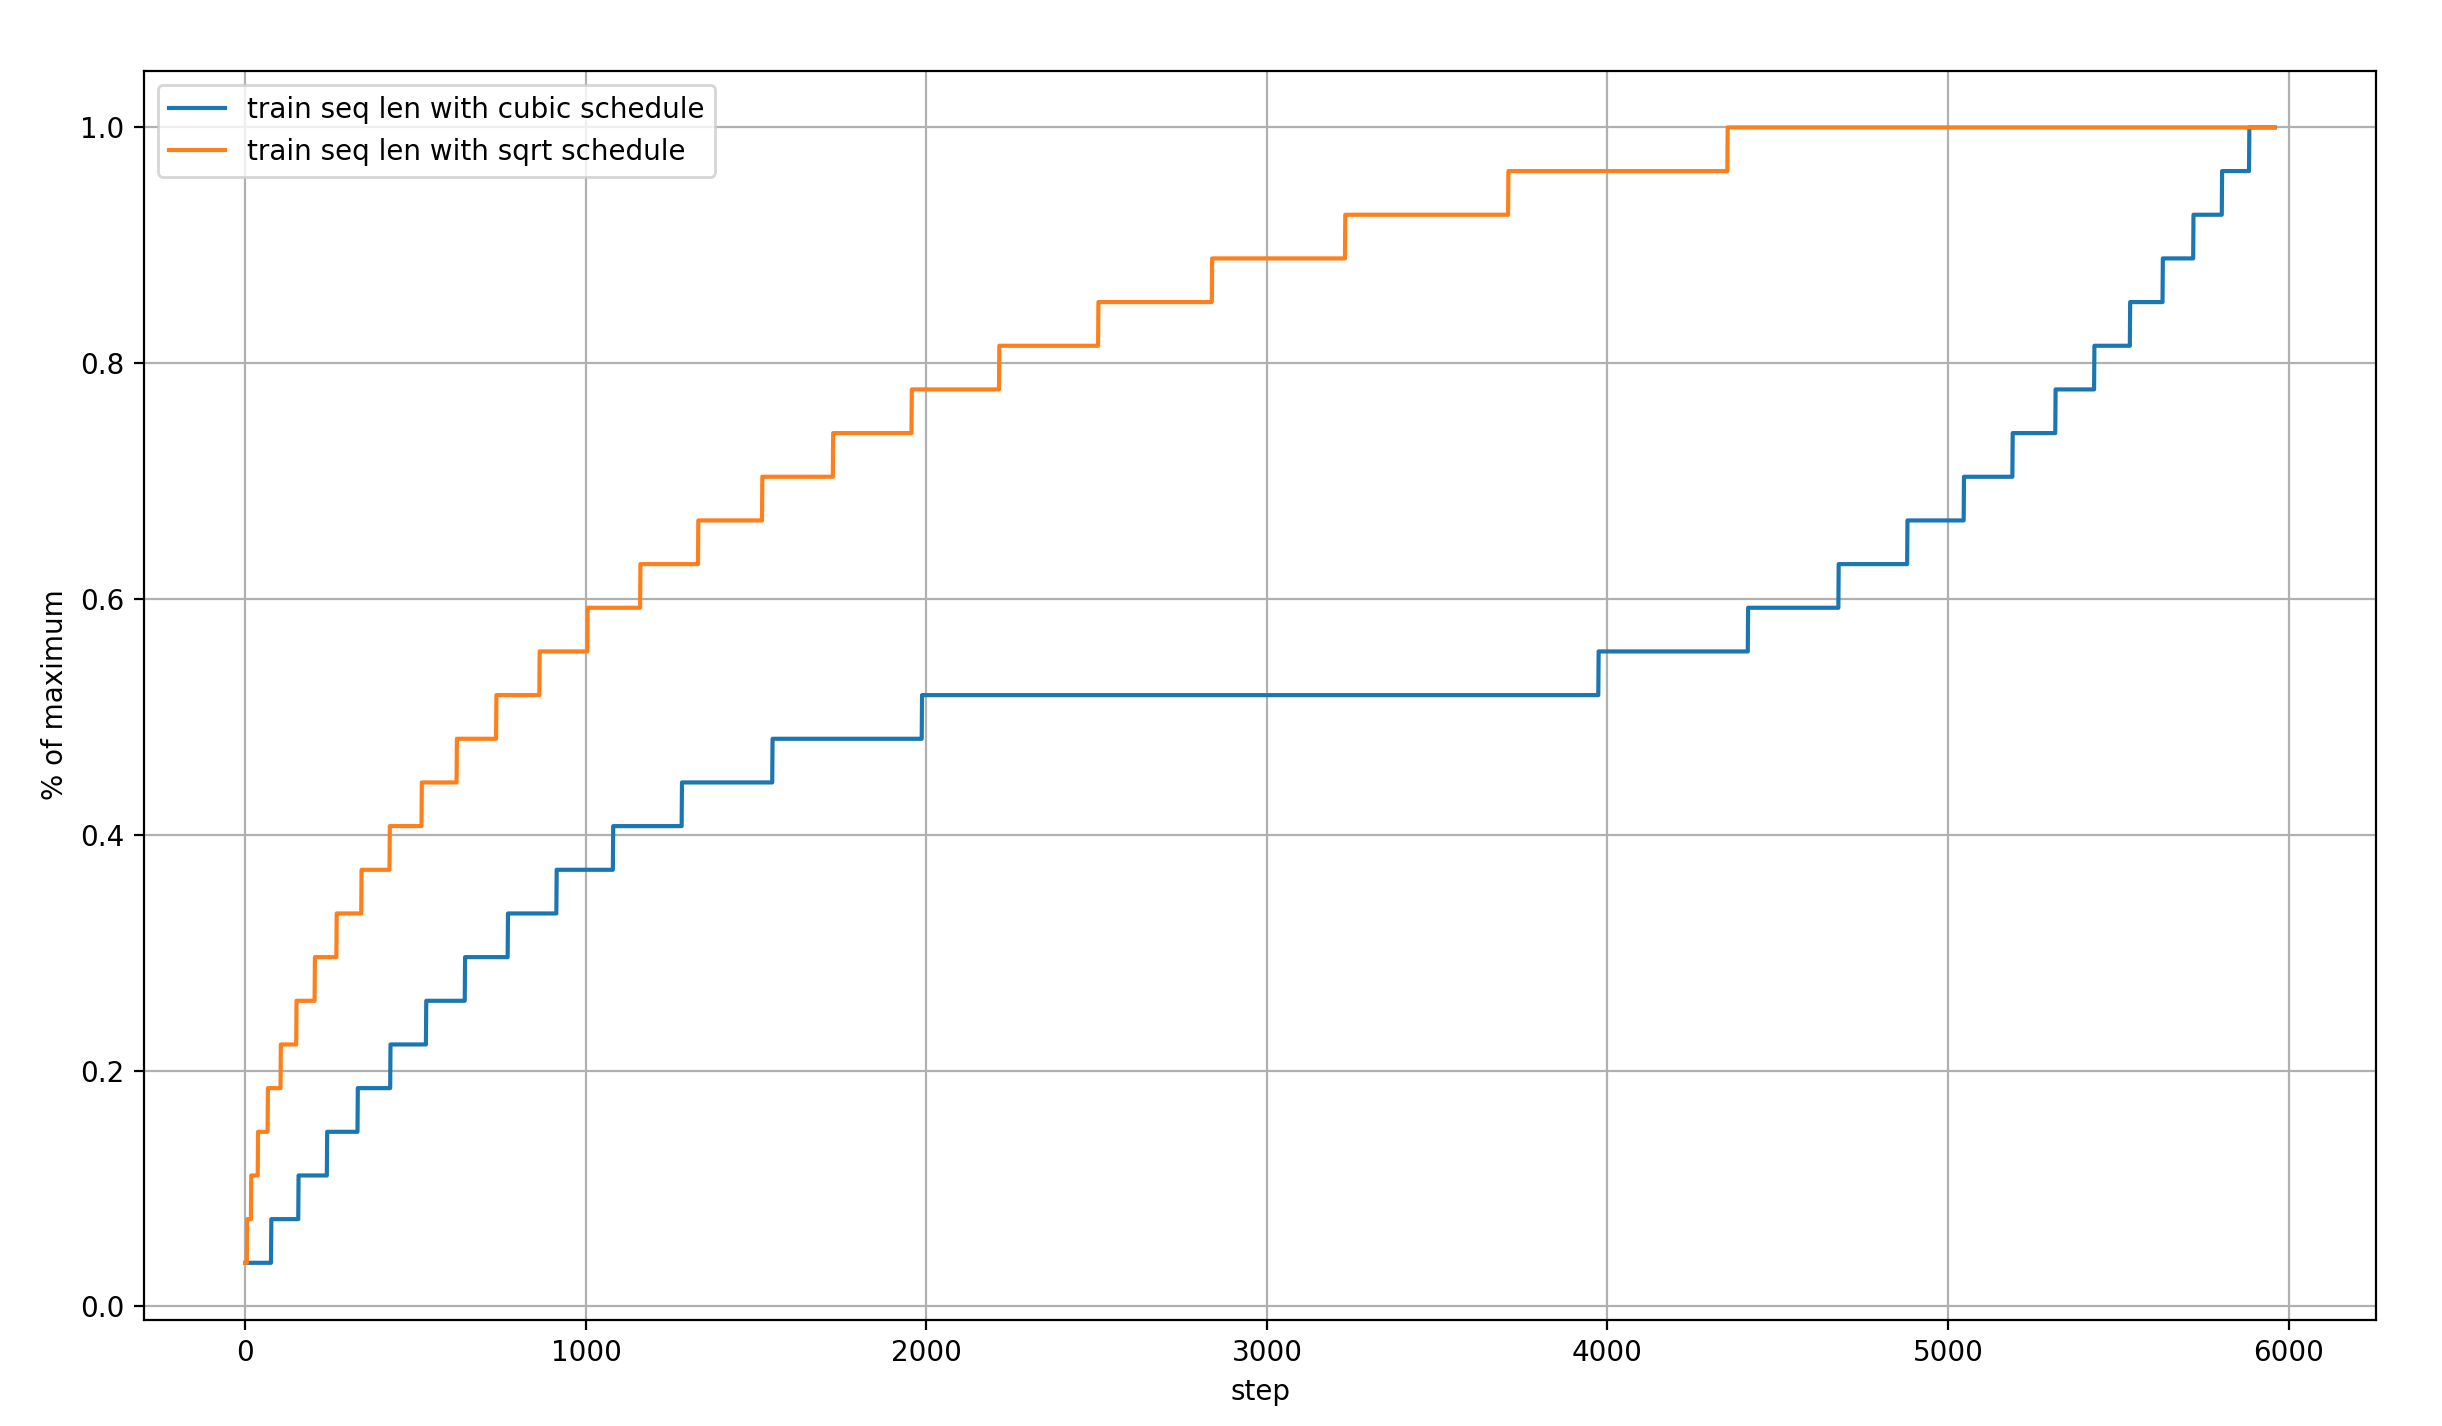 train seq len with cubic schedule
train seq len with sqrt schedule
1.0
0.8
0.6
0.4
0.2
0.0
% of maximum
0 1000 2000 3000 4000 5000 6000
step